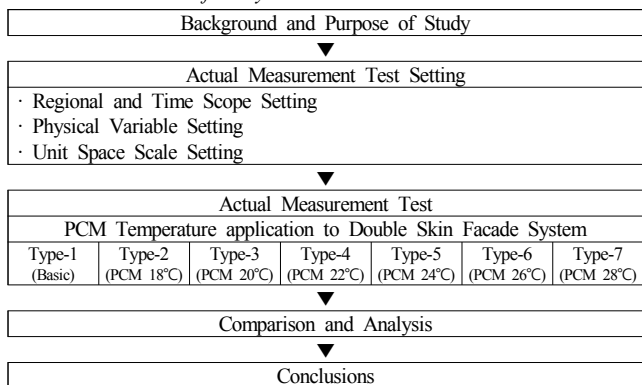 Background and Purpose of Study
▼
Actual Measurement Test Setting
· Regional and Time Scope Setting
· Physical Variable Setting
· Unit Space Scale Setting
▼
Actual Measurement Test
PCM Temperature application to Double Skin Facade System
Type-1 Type-2 Type-3 Type-4 Type-5 Type-6 Type-7
(Basic) (PCM 18℃) (PCM 20℃) (PCM 22℃) (PCM 24℃) (PCM 26℃) (PCM 28℃)
▼
Comparison and Analysis
▼
Conclusions